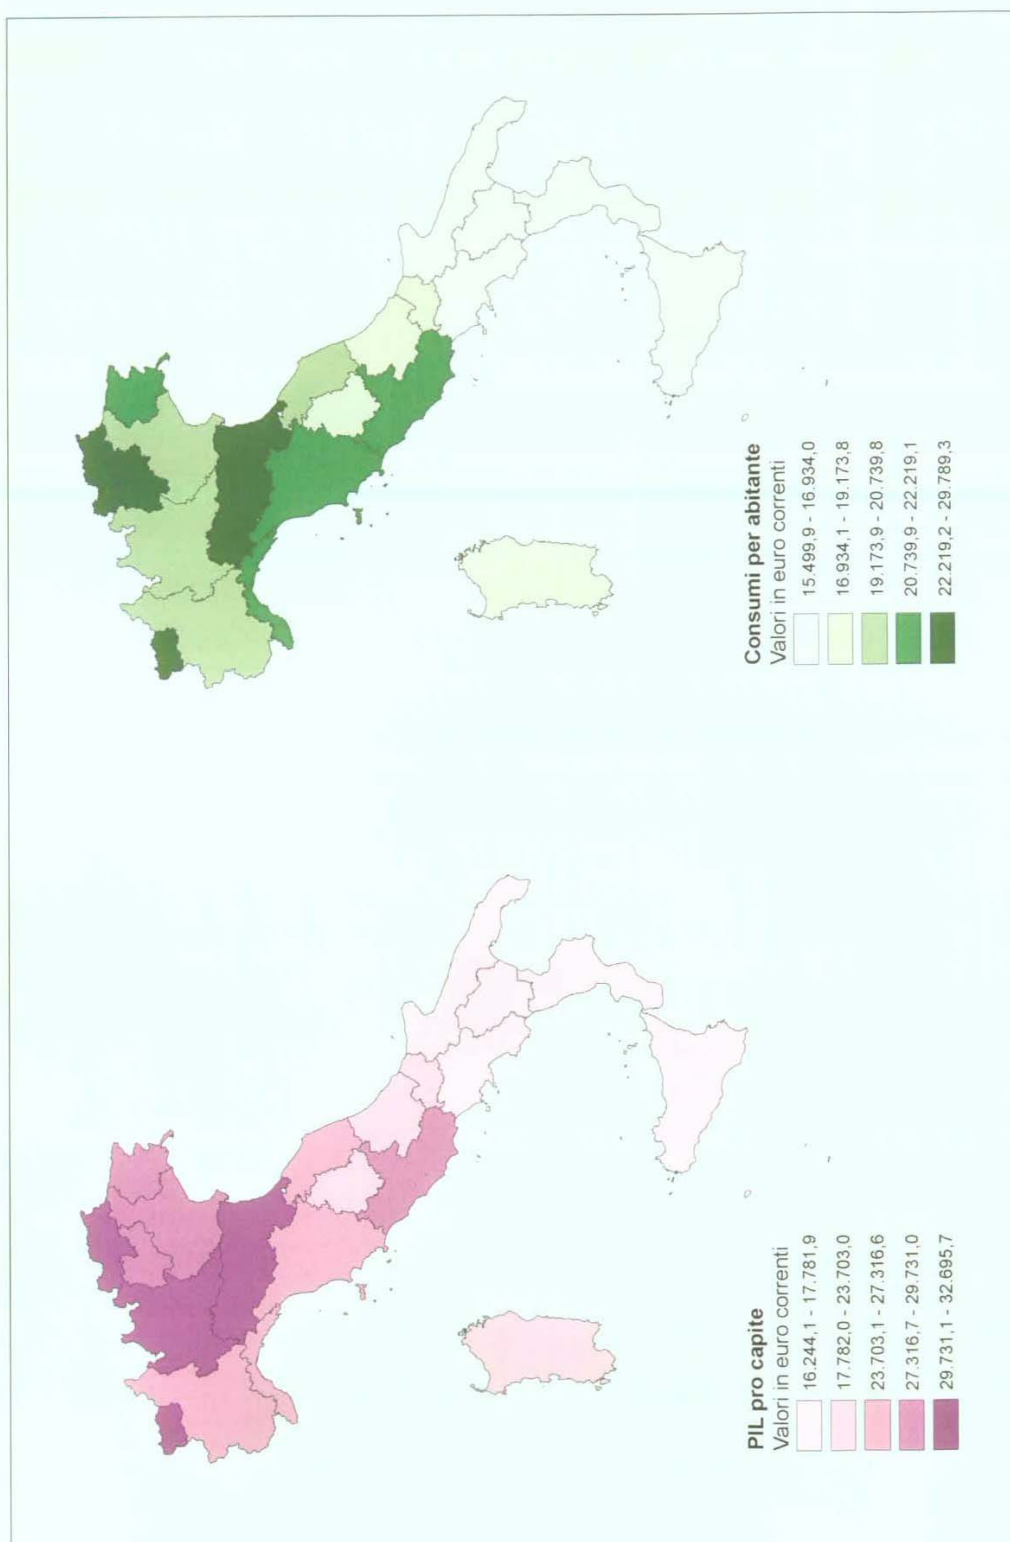 PIL pro capite
Valori in euro correnti
16.244,1 - 17.781,9
17.782,0 - 23.703,0
23.703,1 - 27.316,6
27.316,7 - 29.731,0
29.731,1 - 32.695,7
Consumi per abitante
Valori in euro correnti
15.499,9 - 16.934,0
16.934,1 - 19.173,8
19.173,9 - 20.739,8
20.739,9 - 22.219,1
22.219,2 - 29.789,3